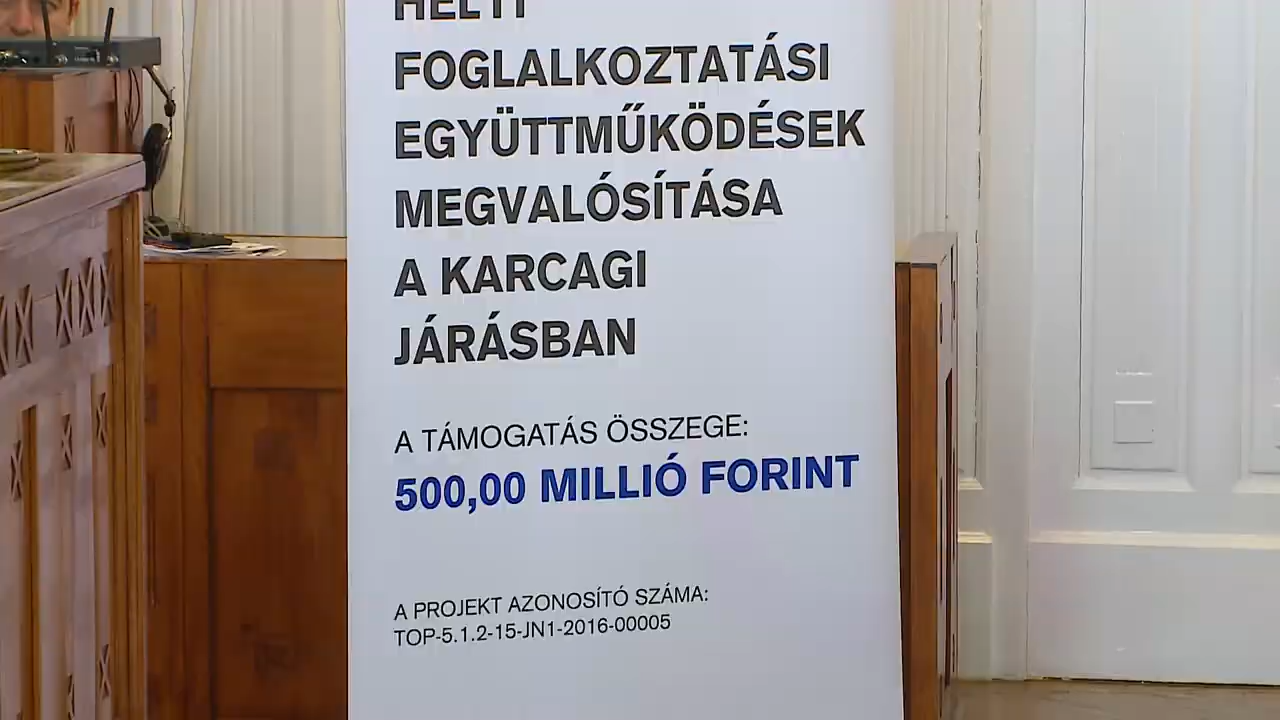 HELYI
FOGLALKOZTATÁSI
EGYÜTTMŰKÖDÉSEK
MEGVALÓSÍTÁSA
A KARCAGI
JÁRÁSBAN
A TÁMOGATÁS ÖSSZEGE:
500,00 MILLIÓ FORINT
A PROJEKT AZONOSÍTÓ SZÁMA:
TOP-5.1.2-15-JN1-2016-00005